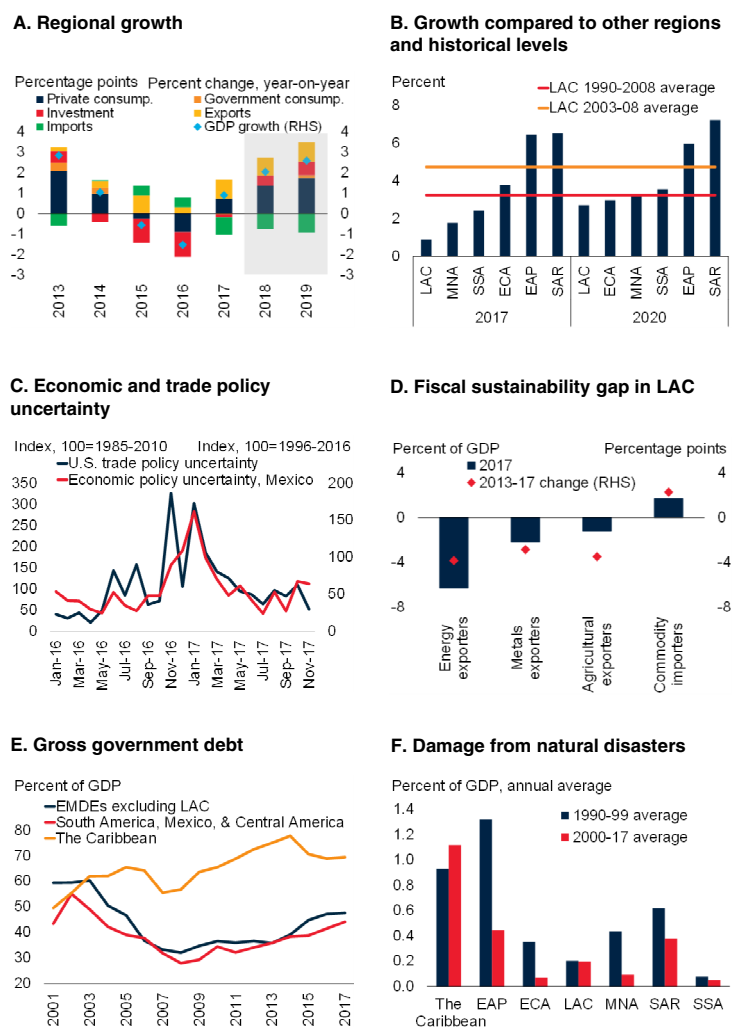 A. Regional growth
Percentage points Percent change, year-on-year
Private consump. Government consump.
Investment Exports
Imports GDP growth (RHS)
4 4
3 3
2 2
1 1
0 0
-1 -1
-2 -2
-3 -3
2013 2014 2015 2016 2017 2018 2019
B. Growth compared to other regions
and historical levels
Percent
LAC 1990-2008 average
LAC 2003-08 average
8
6
4
2
0
LAC MNA SSA ECA EAP SAR LAC ECA MNA SSA EAP SAR
2017 2020
C. Economic and trade policy
uncertainty
Index, 100=1985-2010 Index, 100=1996-2016
U.S. trade policy uncertainty
Economic policy uncertainty, Mexico
350 200
300
250 150
200
150 100
100 50
50
0 0
Jan-16 Mar-16 May-16 Jul-16 Sep-16 Nov-16 Jan-17 Mar-17 May-17 Jul-17 Sep-17 Nov-17
D. Fiscal sustainability gap in LAC
Percent of GDP Percentage points
2017
2013-17 change (RHS)
4 4
0 0
-4 -4
-8 -8
Energy
exporters
Metals
exporters
Agricultural
exporters
Commodity
importers
E. Gross government debt
Percent of GDP
EMDEs excluding LAC
South America, Mexico, & Central America
The Caribbean
80
70
60
50
40
30
20
2001 2003 2005 2007 2009 2011 2013 2015 2017
F. Damage from natural disasters
Percent of GDP, annual average
1990-99 average
2000-17 average
1.4
1.2
1.0
0.8
0.6
0.4
0.2
0.0
The EAP ECA LAC MNA SAR SSA
Caribbean